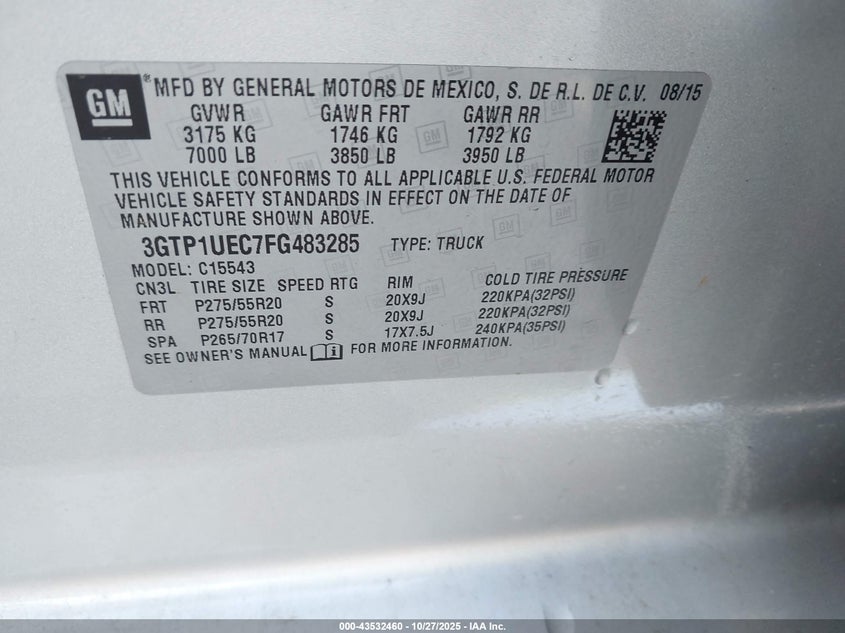 GM ® MFD BY GENERAL MOTORS DE MEXICO, S. DE R.L. DE C.V. 08/15
GVWR GAWR FRT GAWR RR
3175 KG 1746 KG 1792 KG
7000 LB 3850 LB 3950 LB
THIS VEHICLE CONFORMS TO ALL APPLICABLE U.S. FEDERAL MOTOR
VEHICLE SAFETY STANDARDS IN EFFECT ON THE DATE OF
MANUFACTURE SHOWN ABOVE.
3GTP1UEC7FG483285 TYPE: TRUCK
MODEL: C15543
CN3L TIRE SIZE SPEED RTG RIM COLD TIRE PRESSURE
FRT P275/55R20 S 20X9J 220KPA(32PSI)
RR P275/55R20 S 20X9J 220KPA(32PSI)
SPA P265/70R17 S 17X7.5J 240KPA(35PSI)
SEE OWNER'S MANUAL FOR MORE INFORMATION.
000-43532460 - 10/27/2025 - IAA Inc.